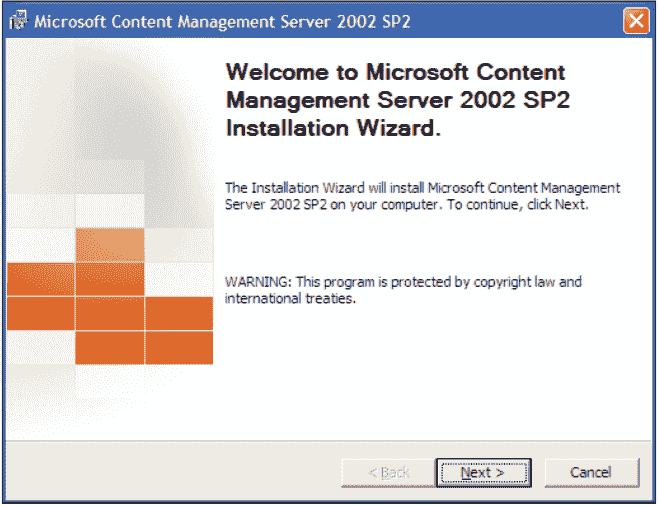 Microsoft Content Management Server 2002 SP2
Welcome to Microsoft Content
Management Server 2002 SP2
Installation Wizard.
The Installation Wizard will install Microsoft Content Management
Server 2002 SP2 on your computer. To continue, click Next.
WARNING: This program is protected by copyright law and
international treaties.
< Back Next > Cancel